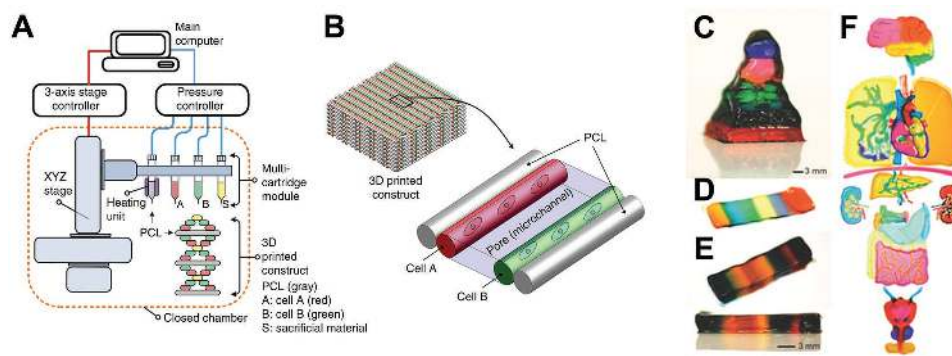 A
Main
computer
3-axis stage
controller
Pressure
controller
XYZ
stage
Heating
unit
PCL
A
B
S
Multi-
cartridge
module
3D
printed
construct
PCL (gray)
A: cell A (red)
B: cell B (green)
S: sacrificial material
Closed chamber
B
3D printed
construct
PCL
Pore (microchannel)
Cell A
Cell B
C
3 mm
D
E
3 mm
F